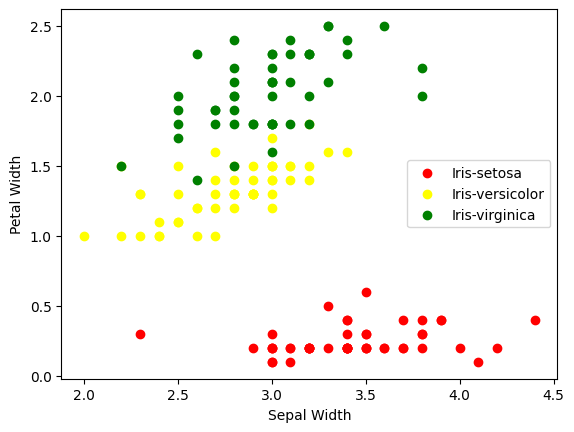 2.5
2.0
1.5
1.0
0.5
0.0
Petal Width
Iris-setosa
Iris-versicolor
Iris-virginica
2.0 2.5 3.0 3.5 4.0 4.5
Sepal Width